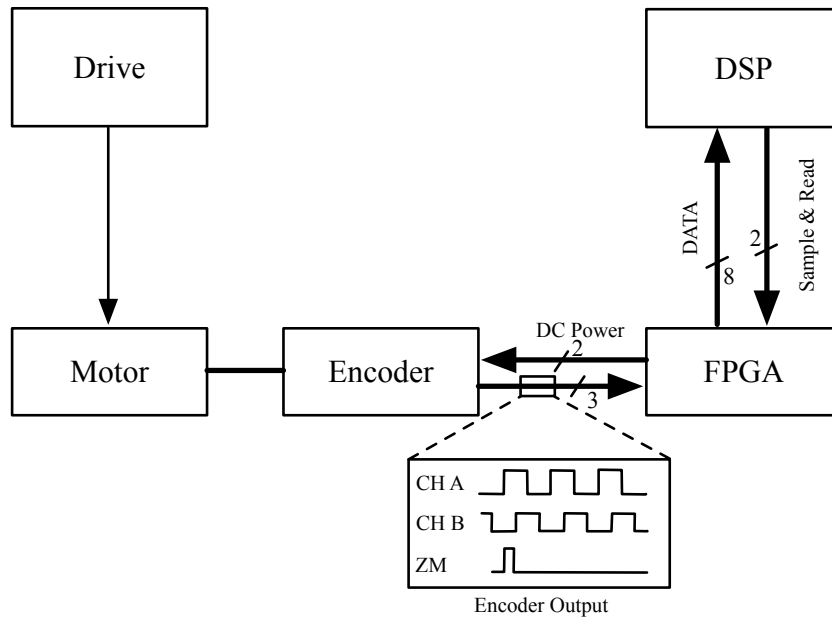 Drive
DSP
DATA
8
2
Sample & Read
Motor
Encoder
DC Power
2
3
FPGA
CH A
CH B
ZM
Encoder Output